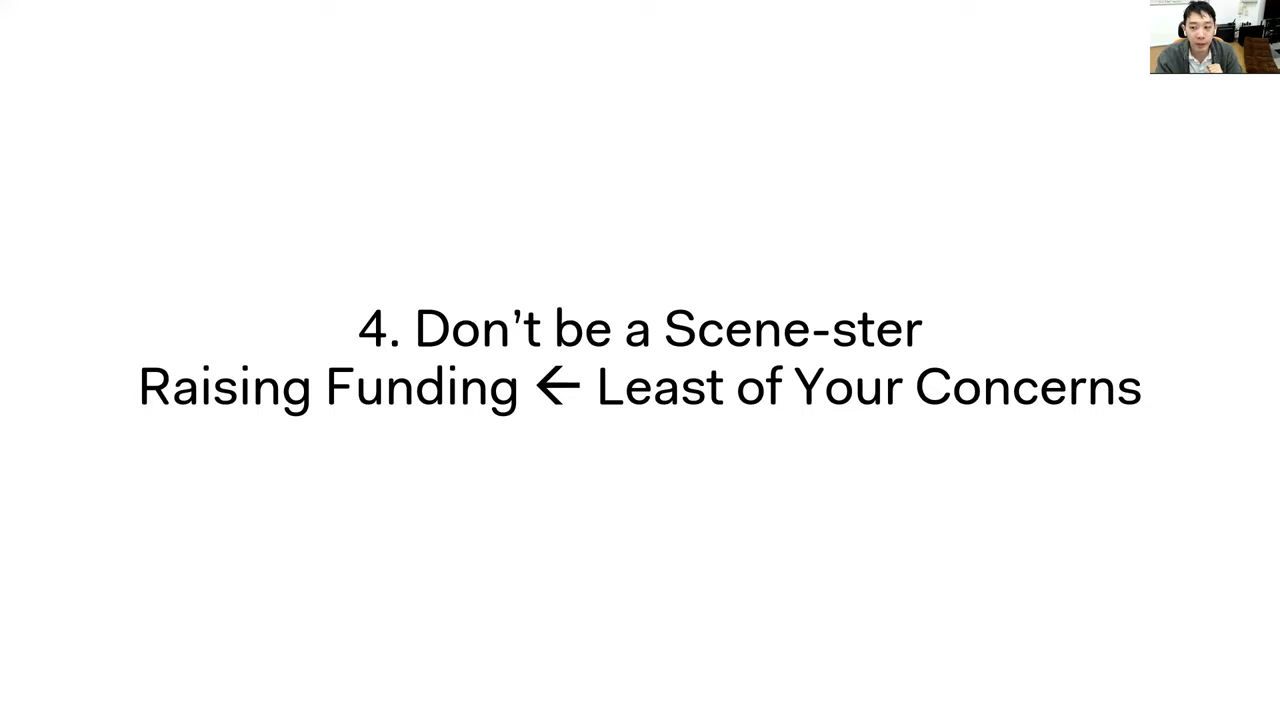 4. Don’t be a Scene-ster
Raising Funding ← Least of Your Concerns